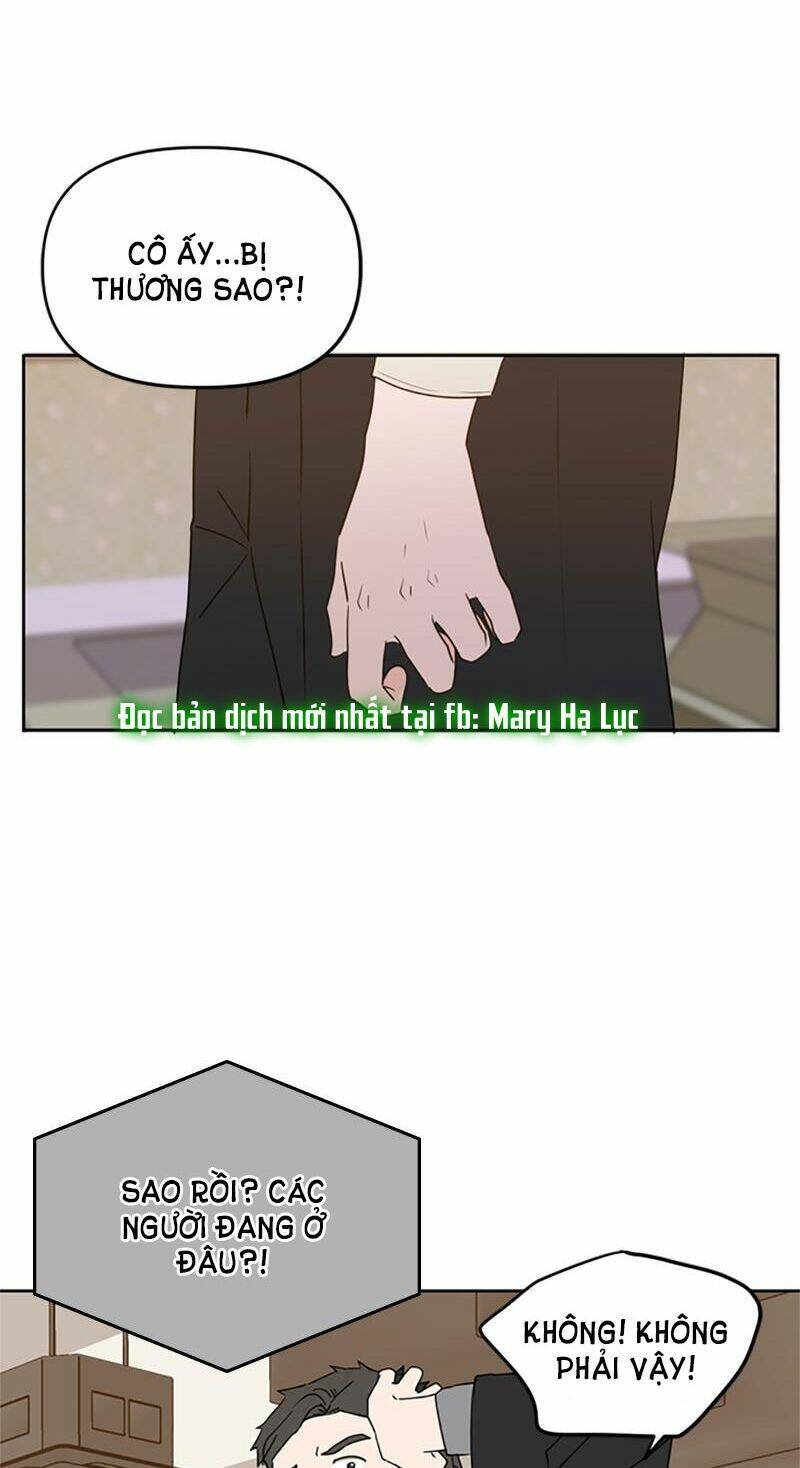 CÔ ẤY...BỊ
THƯƠNG SAO?!
Đọc bản dịch mới nhất tại fb: Mary Hạ Lục
SAO RỒI? CÁC
NGƯỜI ĐANG Ở
ĐÂU?!
KHÔNG! KHÔNG
PHẢI VẬY!